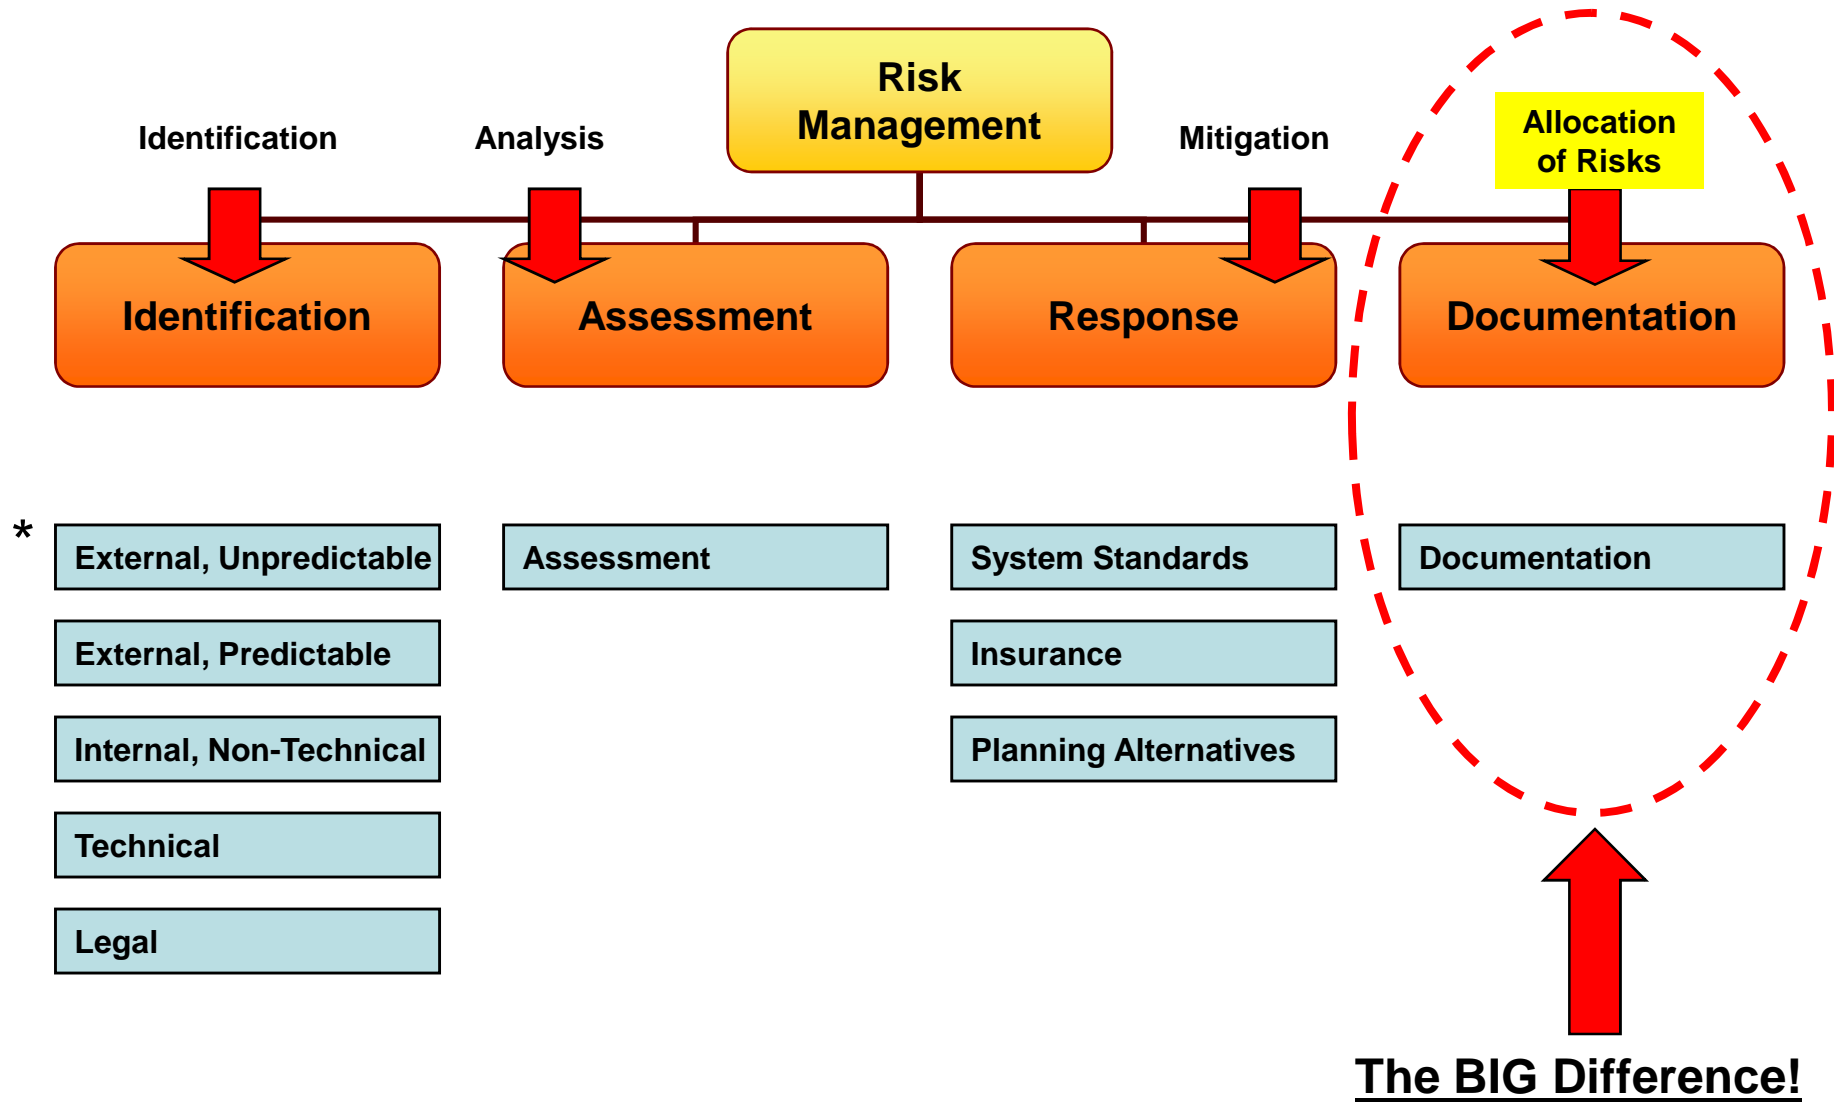 Risk
Management
Identification
Analysis
Mitigation
Allocation
of Risks
Identification
Assessment
Response
Documentation
*
External, Unpredictable
Assessment
System Standards
Documentation
External, Predictable
Insurance
Internal, Non-Technical
Planning Alternatives
Technical
Legal
The BIG Difference!